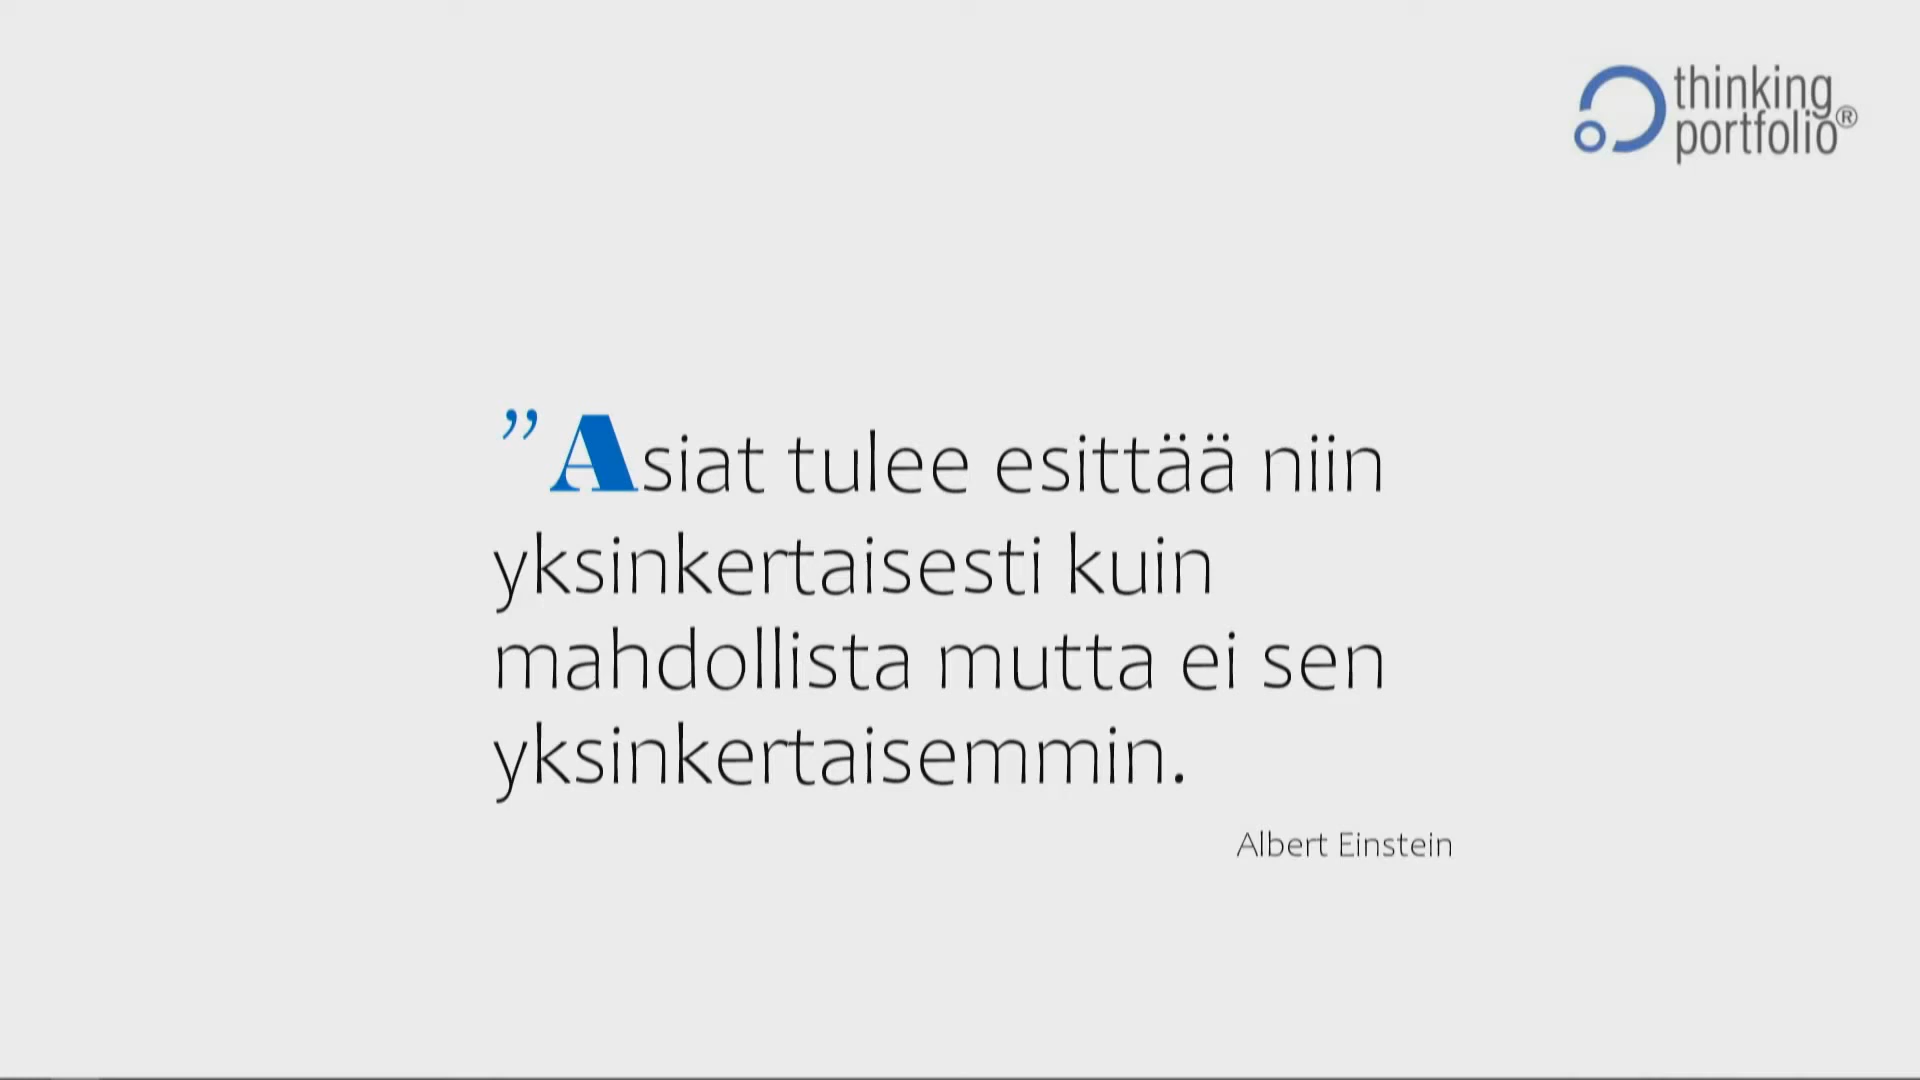 thinking
portfolio®
”Asiat tulee esittää niin
yksinkertaisesti kuin
mahdollista mutta ei sen
yksinkertaisemmin.
Albert Einstein